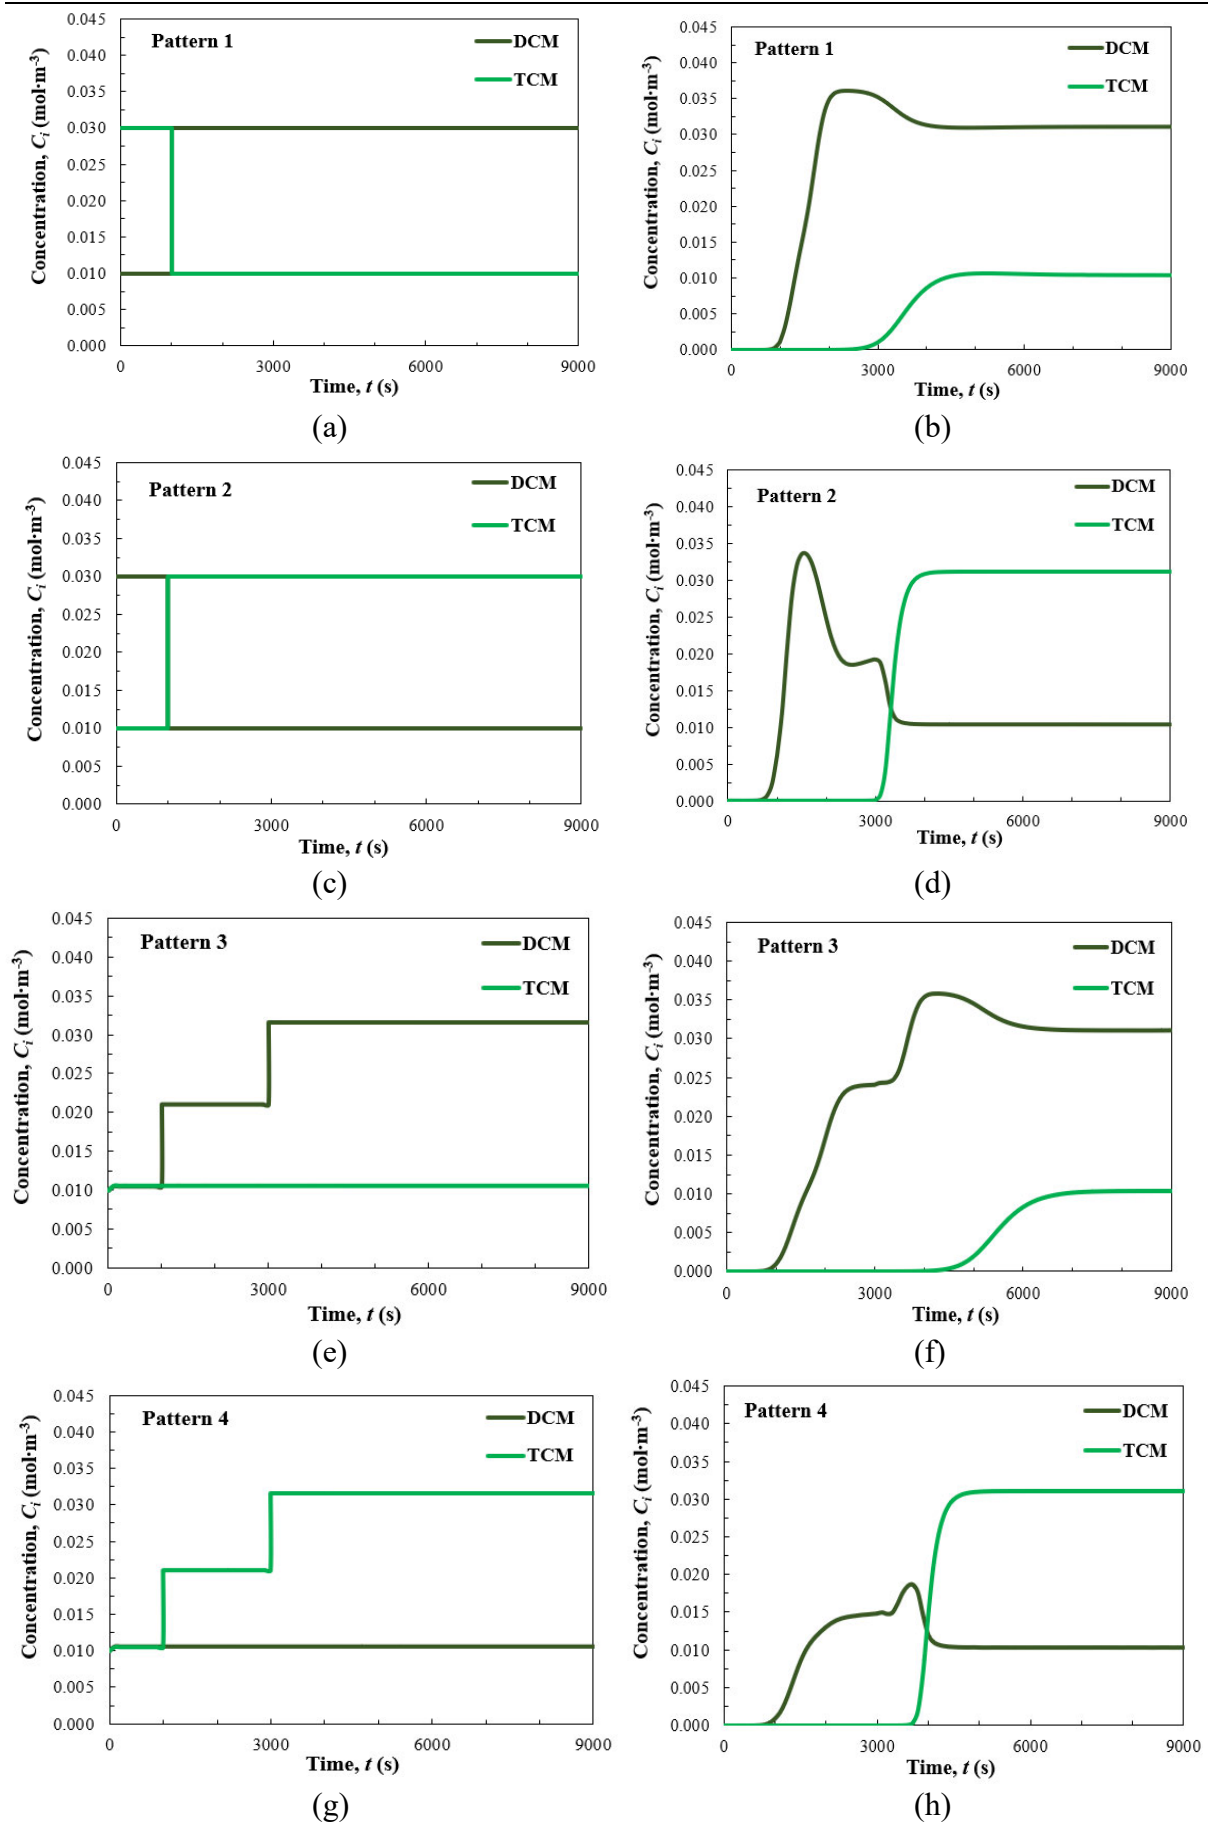 Pattern 1
DCM
TCM
Concentration, Cᵢ (mol·m⁻³)
0.045
0.040
0.035
0.030
0.025
0.020
0.015
0.010
0.005
0.000
0 3000 6000 9000
Time, t (s)
(a)
Pattern 1
DCM
TCM
Concentration, Cᵢ (mol·m⁻³)
0.045
0.040
0.035
0.030
0.025
0.020
0.015
0.010
0.005
0.000
0 3000 6000 9000
Time, t (s)
(b)
Pattern 2
DCM
TCM
Concentration, Cᵢ (mol·m⁻³)
0.045
0.040
0.035
0.030
0.025
0.020
0.015
0.010
0.005
0.000
0 3000 6000 9000
Time, t (s)
(c)
Pattern 2
DCM
TCM
Concentration, Cᵢ (mol·m⁻³)
0.045
0.040
0.035
0.030
0.025
0.020
0.015
0.010
0.005
0.000
0 3000 6000 9000
Time, t (s)
(d)
Pattern 3
DCM
TCM
Concentration, Cᵢ (mol·m⁻³)
0.045
0.040
0.035
0.030
0.025
0.020
0.015
0.010
0.005
0.000
0 3000 6000 9000
Time, t (s)
(e)
Pattern 3
DCM
TCM
Concentration, Cᵢ (mol·m⁻³)
0.045
0.040
0.035
0.030
0.025
0.020
0.015
0.010
0.005
0.000
0 3000 6000 9000
Time, t (s)
(f)
Pattern 4
DCM
TCM
Concentration, Cᵢ (mol·m⁻³)
0.045
0.040
0.035
0.030
0.025
0.020
0.015
0.010
0.005
0.000
0 3000 6000 9000
Time, t (s)
(g)
Pattern 4
DCM
TCM
Concentration, Cᵢ (mol·m⁻³)
0.045
0.040
0.035
0.030
0.025
0.020
0.015
0.010
0.005
0.000
0 3000 6000 9000
Time, t (s)
(h)